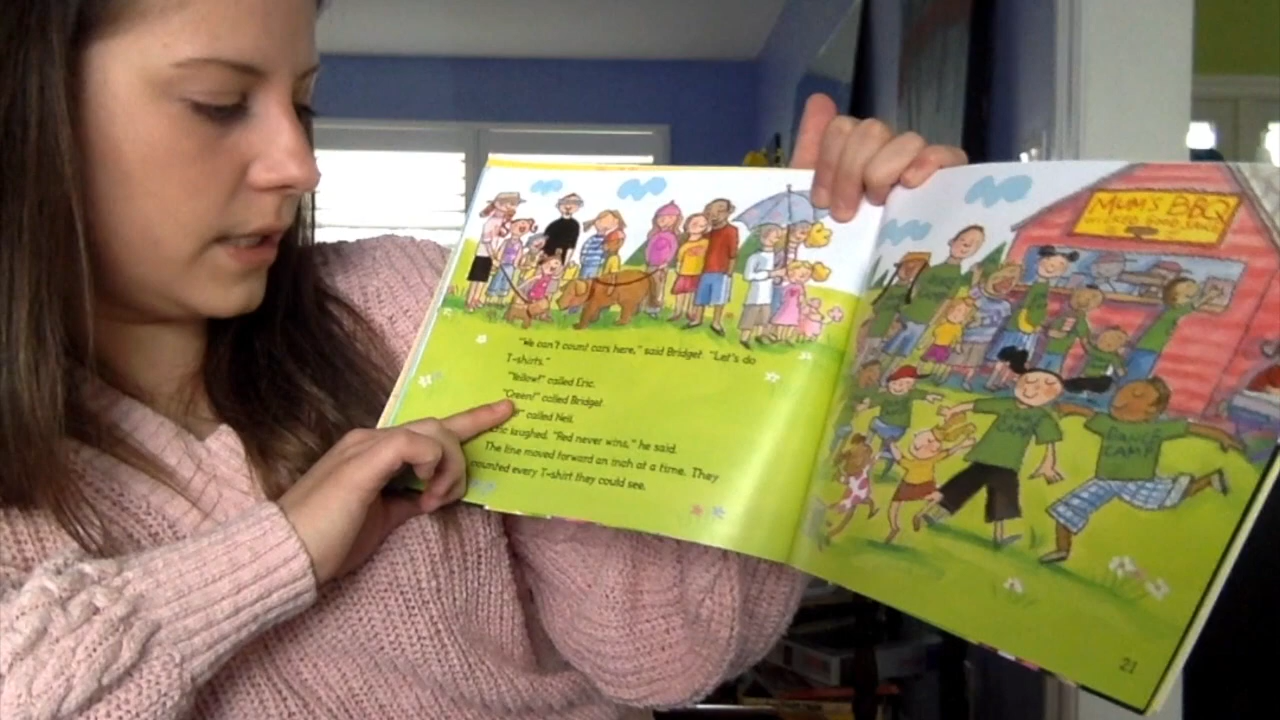 "We can't count cars here," said Bridget. "Let's do
T-shirts."
"Yellow!" called Eric.
"Green!" called Bridget.
called Neil.
Eric laughed. "Red never wins," he said.
The line moved forward an inch at a time. They
counted every T-shirt they could see.
MUM'S BBQ
DANCE
CAMP
21